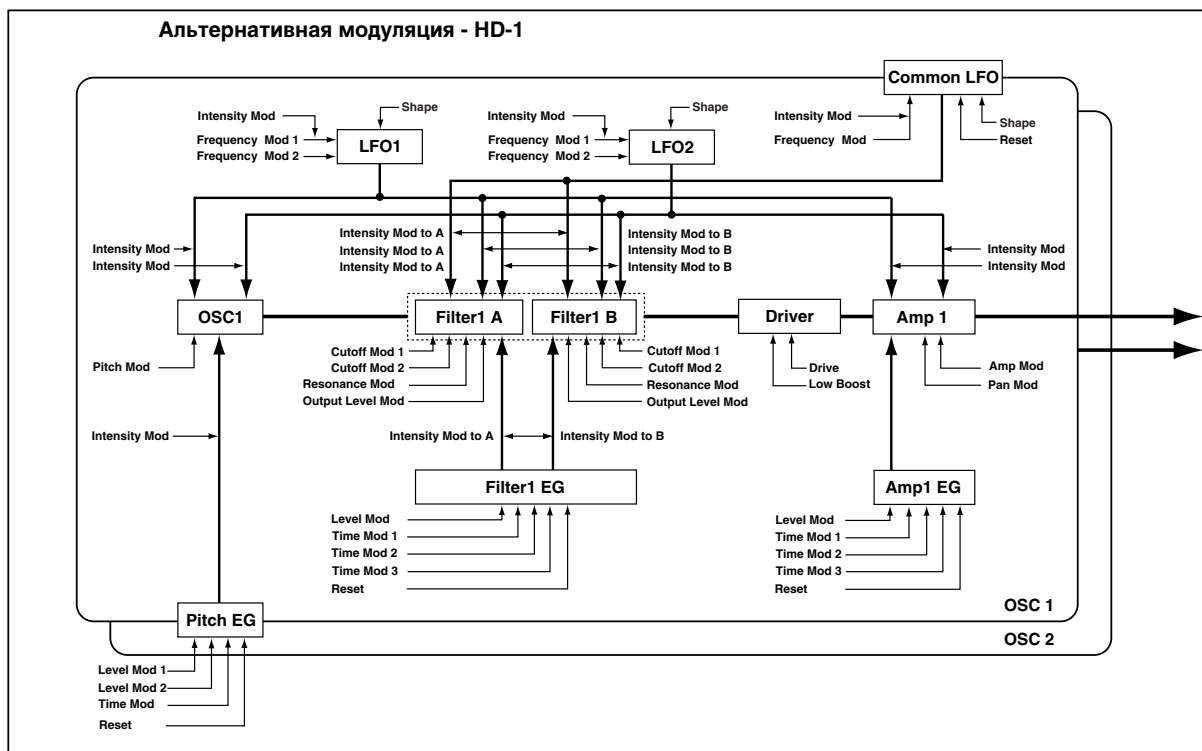 Альтернативная модуляция - HD-1
Common LFO
Intensity Mod
Shape
Intensity Mod
Shape
Intensity Mod
Shape
Frequency Mod 1
LFO1
Frequency Mod 1
LFO2
Frequency Mod
Reset
Frequency Mod 2
Frequency Mod 2
Intensity Mod to A
Intensity Mod to B
Intensity Mod
Intensity Mod to A
Intensity Mod to B
Intensity Mod
Intensity Mod
Intensity Mod to A
Intensity Mod to B
Intensity Mod
OSC1
Filter1 A
Filter1 B
Driver
Amp 1
Pitch Mod
Cutoff Mod 1
Cutoff Mod 1
Cutoff Mod 2
Cutoff Mod 2
Drive
Amp Mod
Resonance Mod
Resonance Mod
Low Boost
Pan Mod
Output Level Mod
Output Level Mod
Intensity Mod
Intensity Mod to A
Intensity Mod to B
Filter1 EG
Amp1 EG
Level Mod
Level Mod
Time Mod 1
Time Mod 1
Time Mod 2
Time Mod 2
Time Mod 3
Time Mod 3
Reset
Reset
OSC 1
Pitch EG
OSC 2
Level Mod 1
Level Mod 2
Time Mod
Reset